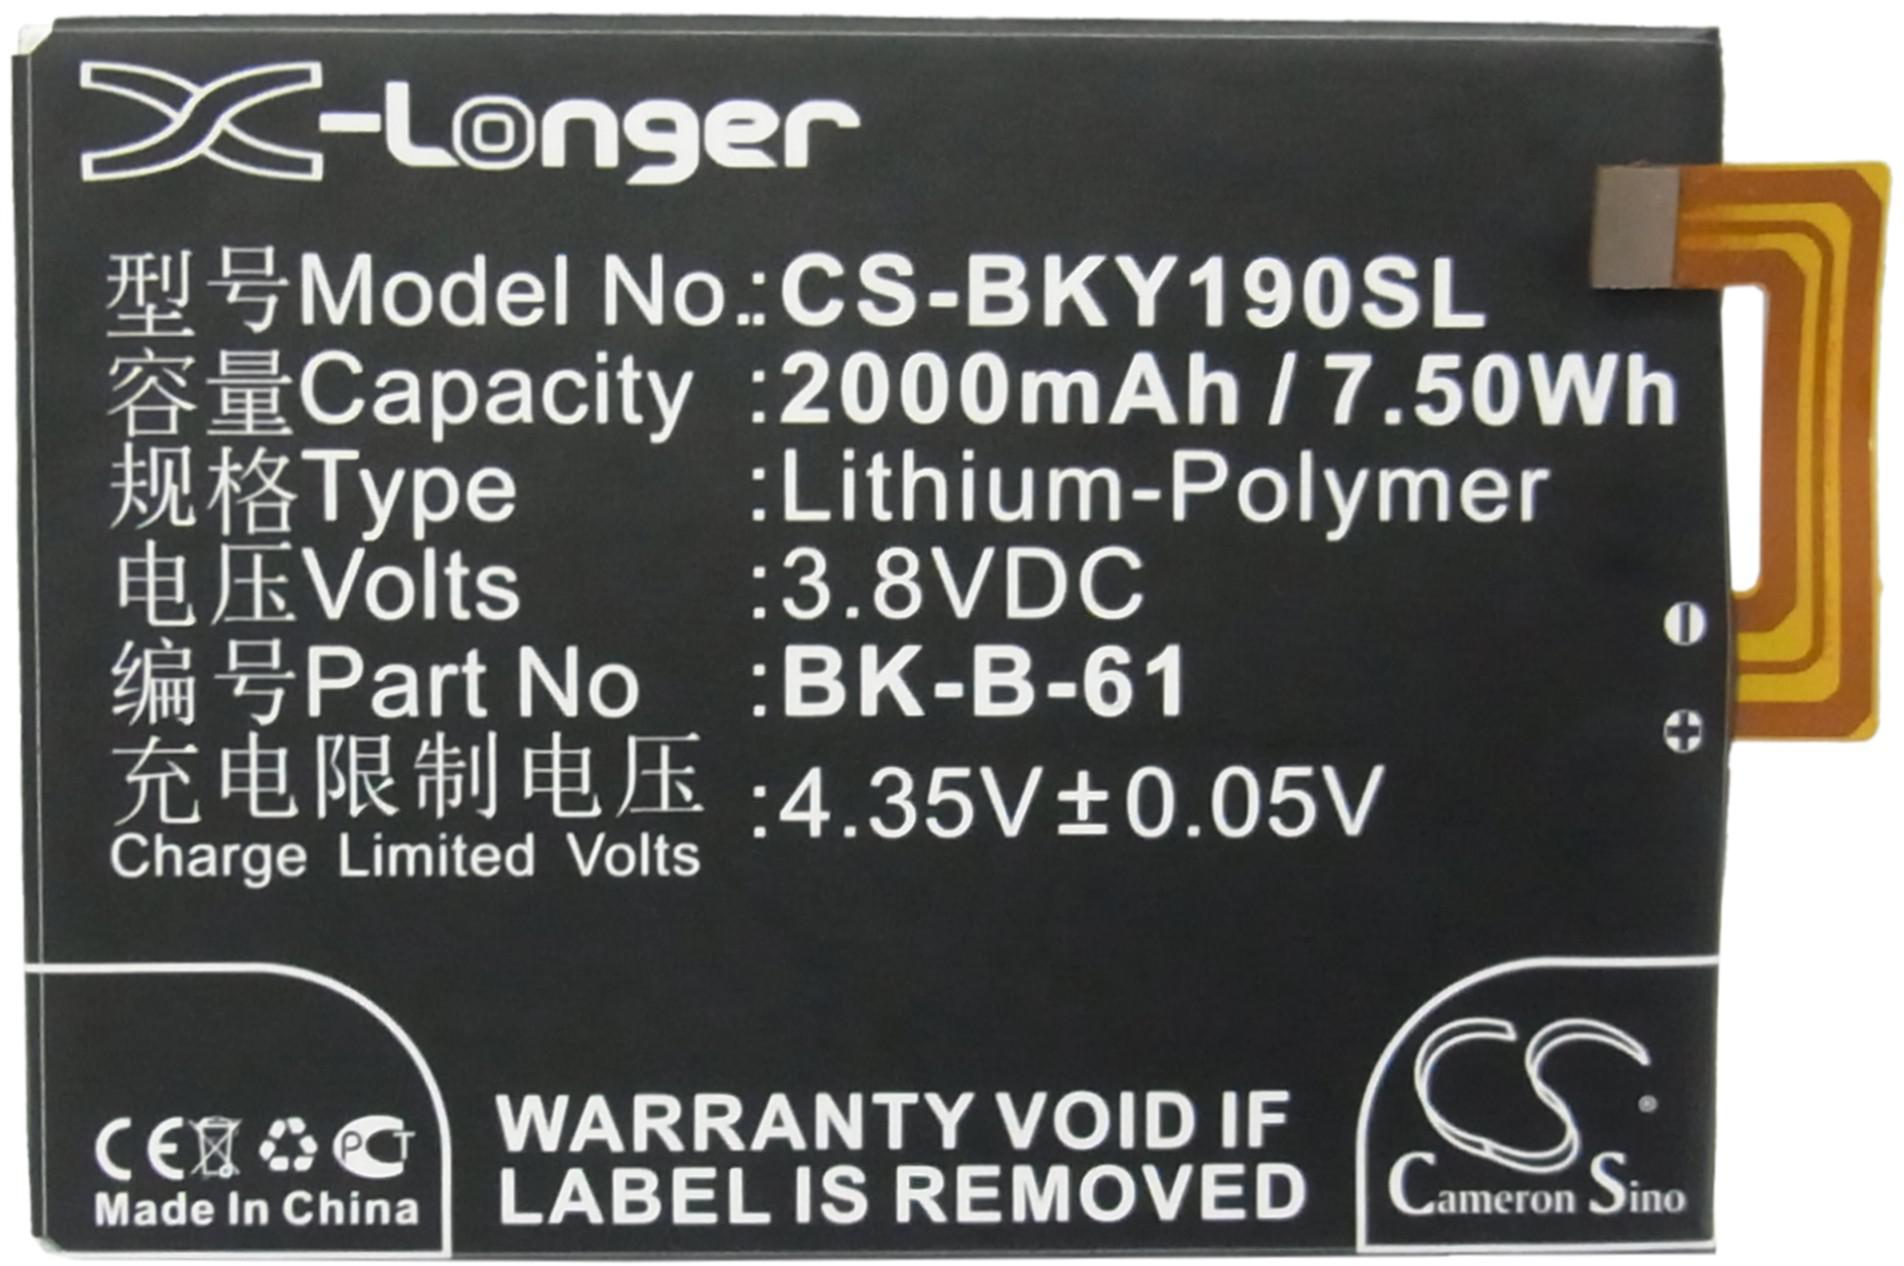 X-Longer
型号Model No.:CS-BKY190SL
容量Capacity :2000mAh / 7.50Wh
规格Type :Lithium-Polymer
电压Volts :3.8VDC
编号Part No :BK-B-61
充电限制电压 :4.35V±0.05V
Charge Limited Volts
CE PCT
Made In China
WARRANTY VOID IF
LABEL IS REMOVED
CS®
Cameron Sino